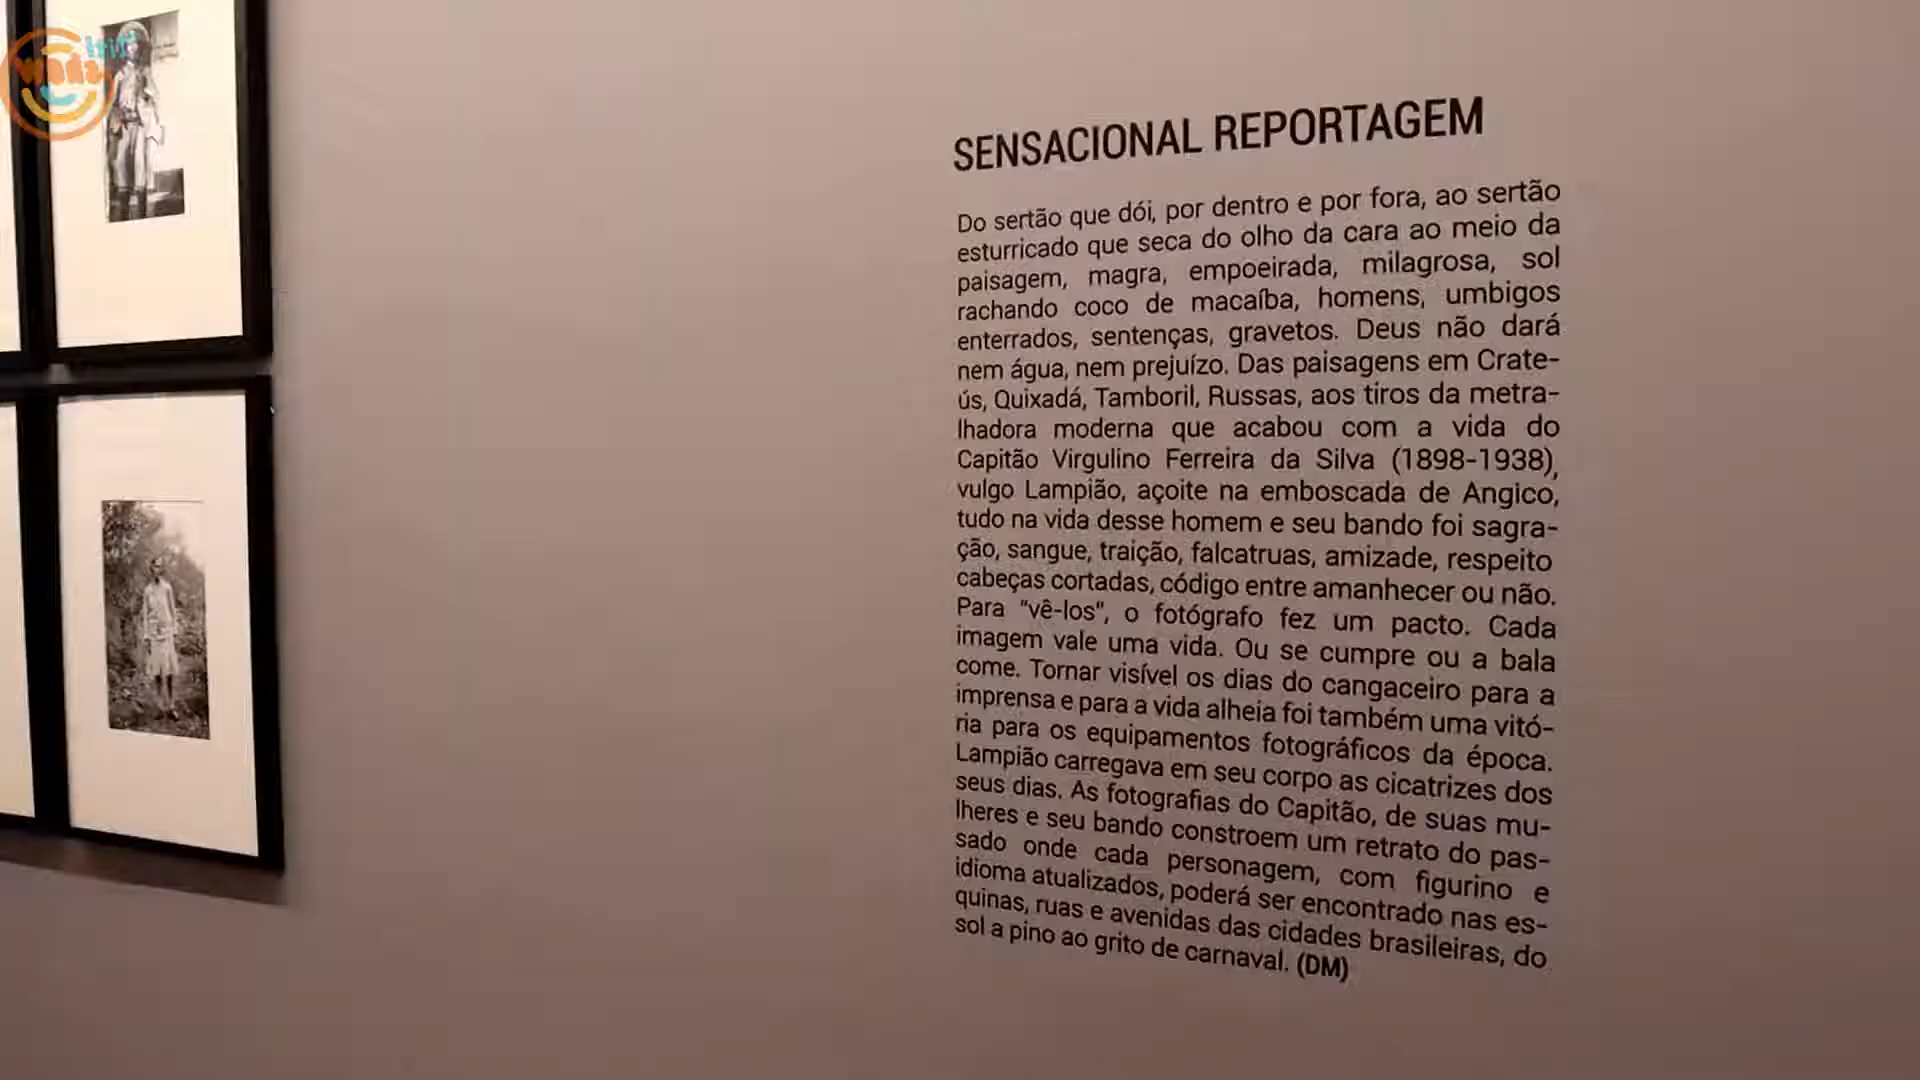 SENSACIONAL REPORTAGEM
Do sertão que dói, por dentro e por fora, ao sertão
esturricado que seca do olho da cara ao meio da
paisagem, magra, empoeirada, milagrosa, sol
rachando coco de macaíba, homens, umbigos
enterrados, sentenças, gravetos. Deus não dará
nem água, nem prejuízo. Das paisagens em Crate-
ús, Quixadá, Tamboril, Russas, aos tiros da metra-
lhadora moderna que acabou com a vida do
Capitão Virgulino Ferreira da Silva (1898-1938),
vulgo Lampião, açoite na emboscada de Angico,
tudo na vida desse homem e seu bando foi sagra-
ção, sangue, traição, falcatruas, amizade, respeito
cabeças cortadas, código entre amanhecer ou não.
Para "vê-los", o fotógrafo fez um pacto. Cada
imagem vale uma vida. Ou se cumpre ou a bala
come. Tornar visível os dias do cangaceiro para a
imprensa e para a vida alheia foi também uma vitó-
ria para os equipamentos fotográficos da época.
Lampião carregava em seu corpo as cicatrizes dos
seus dias. As fotografias do Capitão, de suas mu-
lheres e seu bando constroem um retrato do pas-
sado onde cada personagem, com figurino e
idioma atualizados, poderá ser encontrado nas es-
quinas, ruas e avenidas das cidades brasileiras, do
sol a pino ao grito de carnaval. (DM)